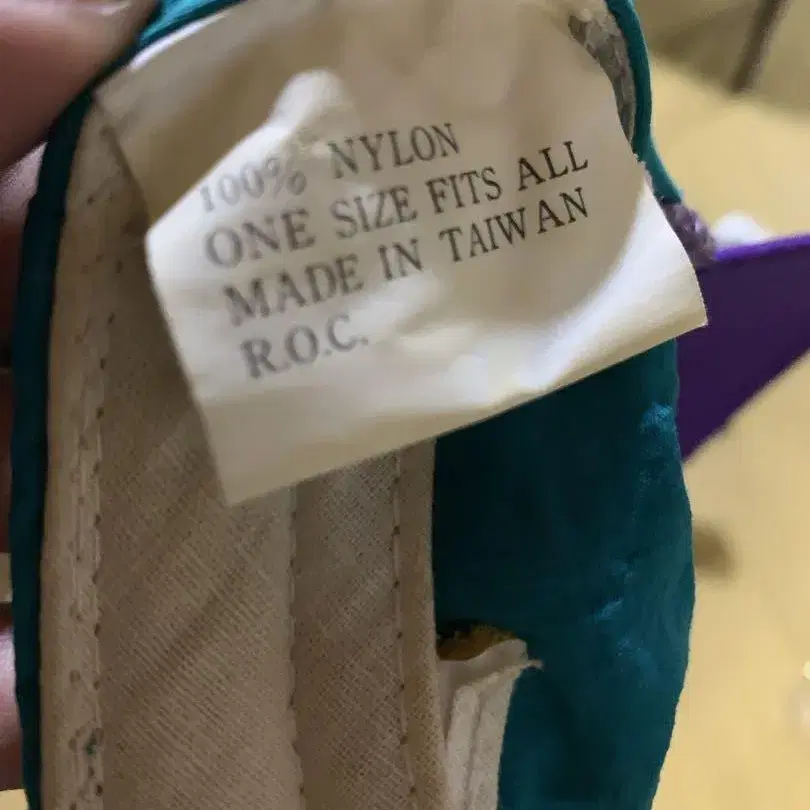 100% NYLON
ONE SIZE FITS ALL
MADE IN TAIWAN
R.O.C.